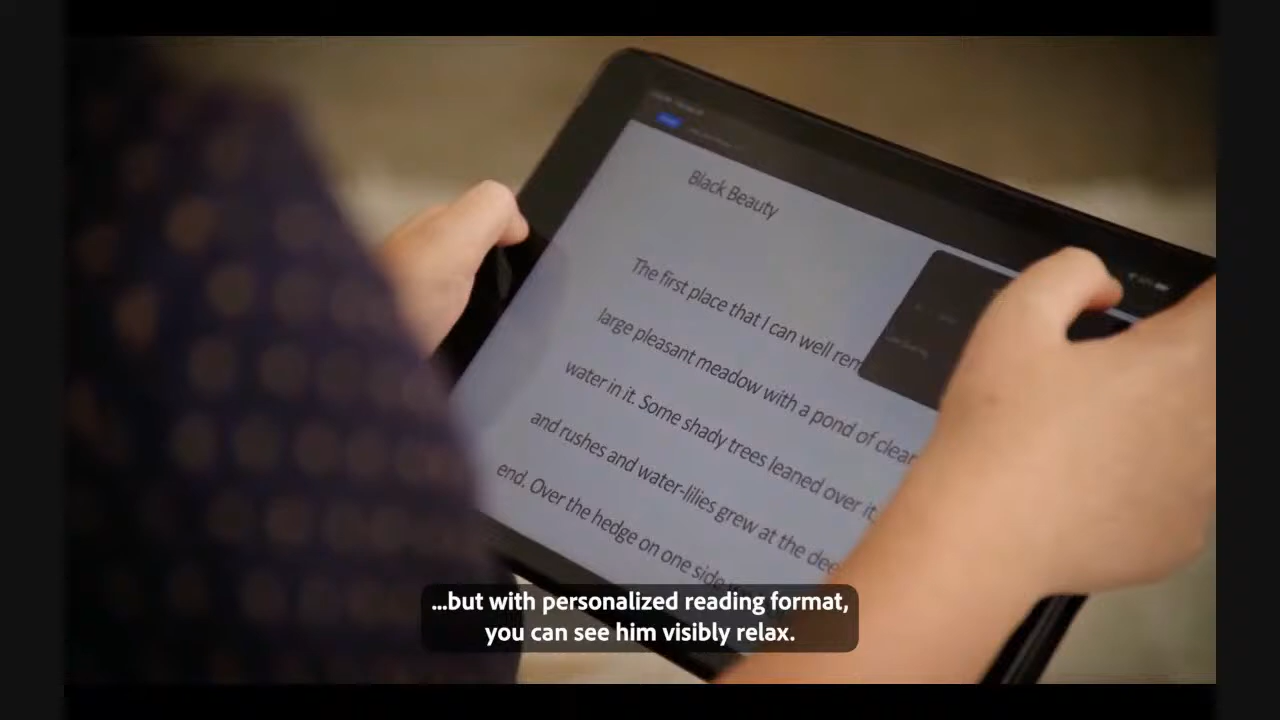 Black Beauty
The first place that I can well rem
large pleasant meadow with a pond of clear
water in it. Some shady trees leaned over it,
and rushes and water-lilies grew at the dee
end. Over the hedge on one side
...but with personalized reading format,
you can see him visibly relax.